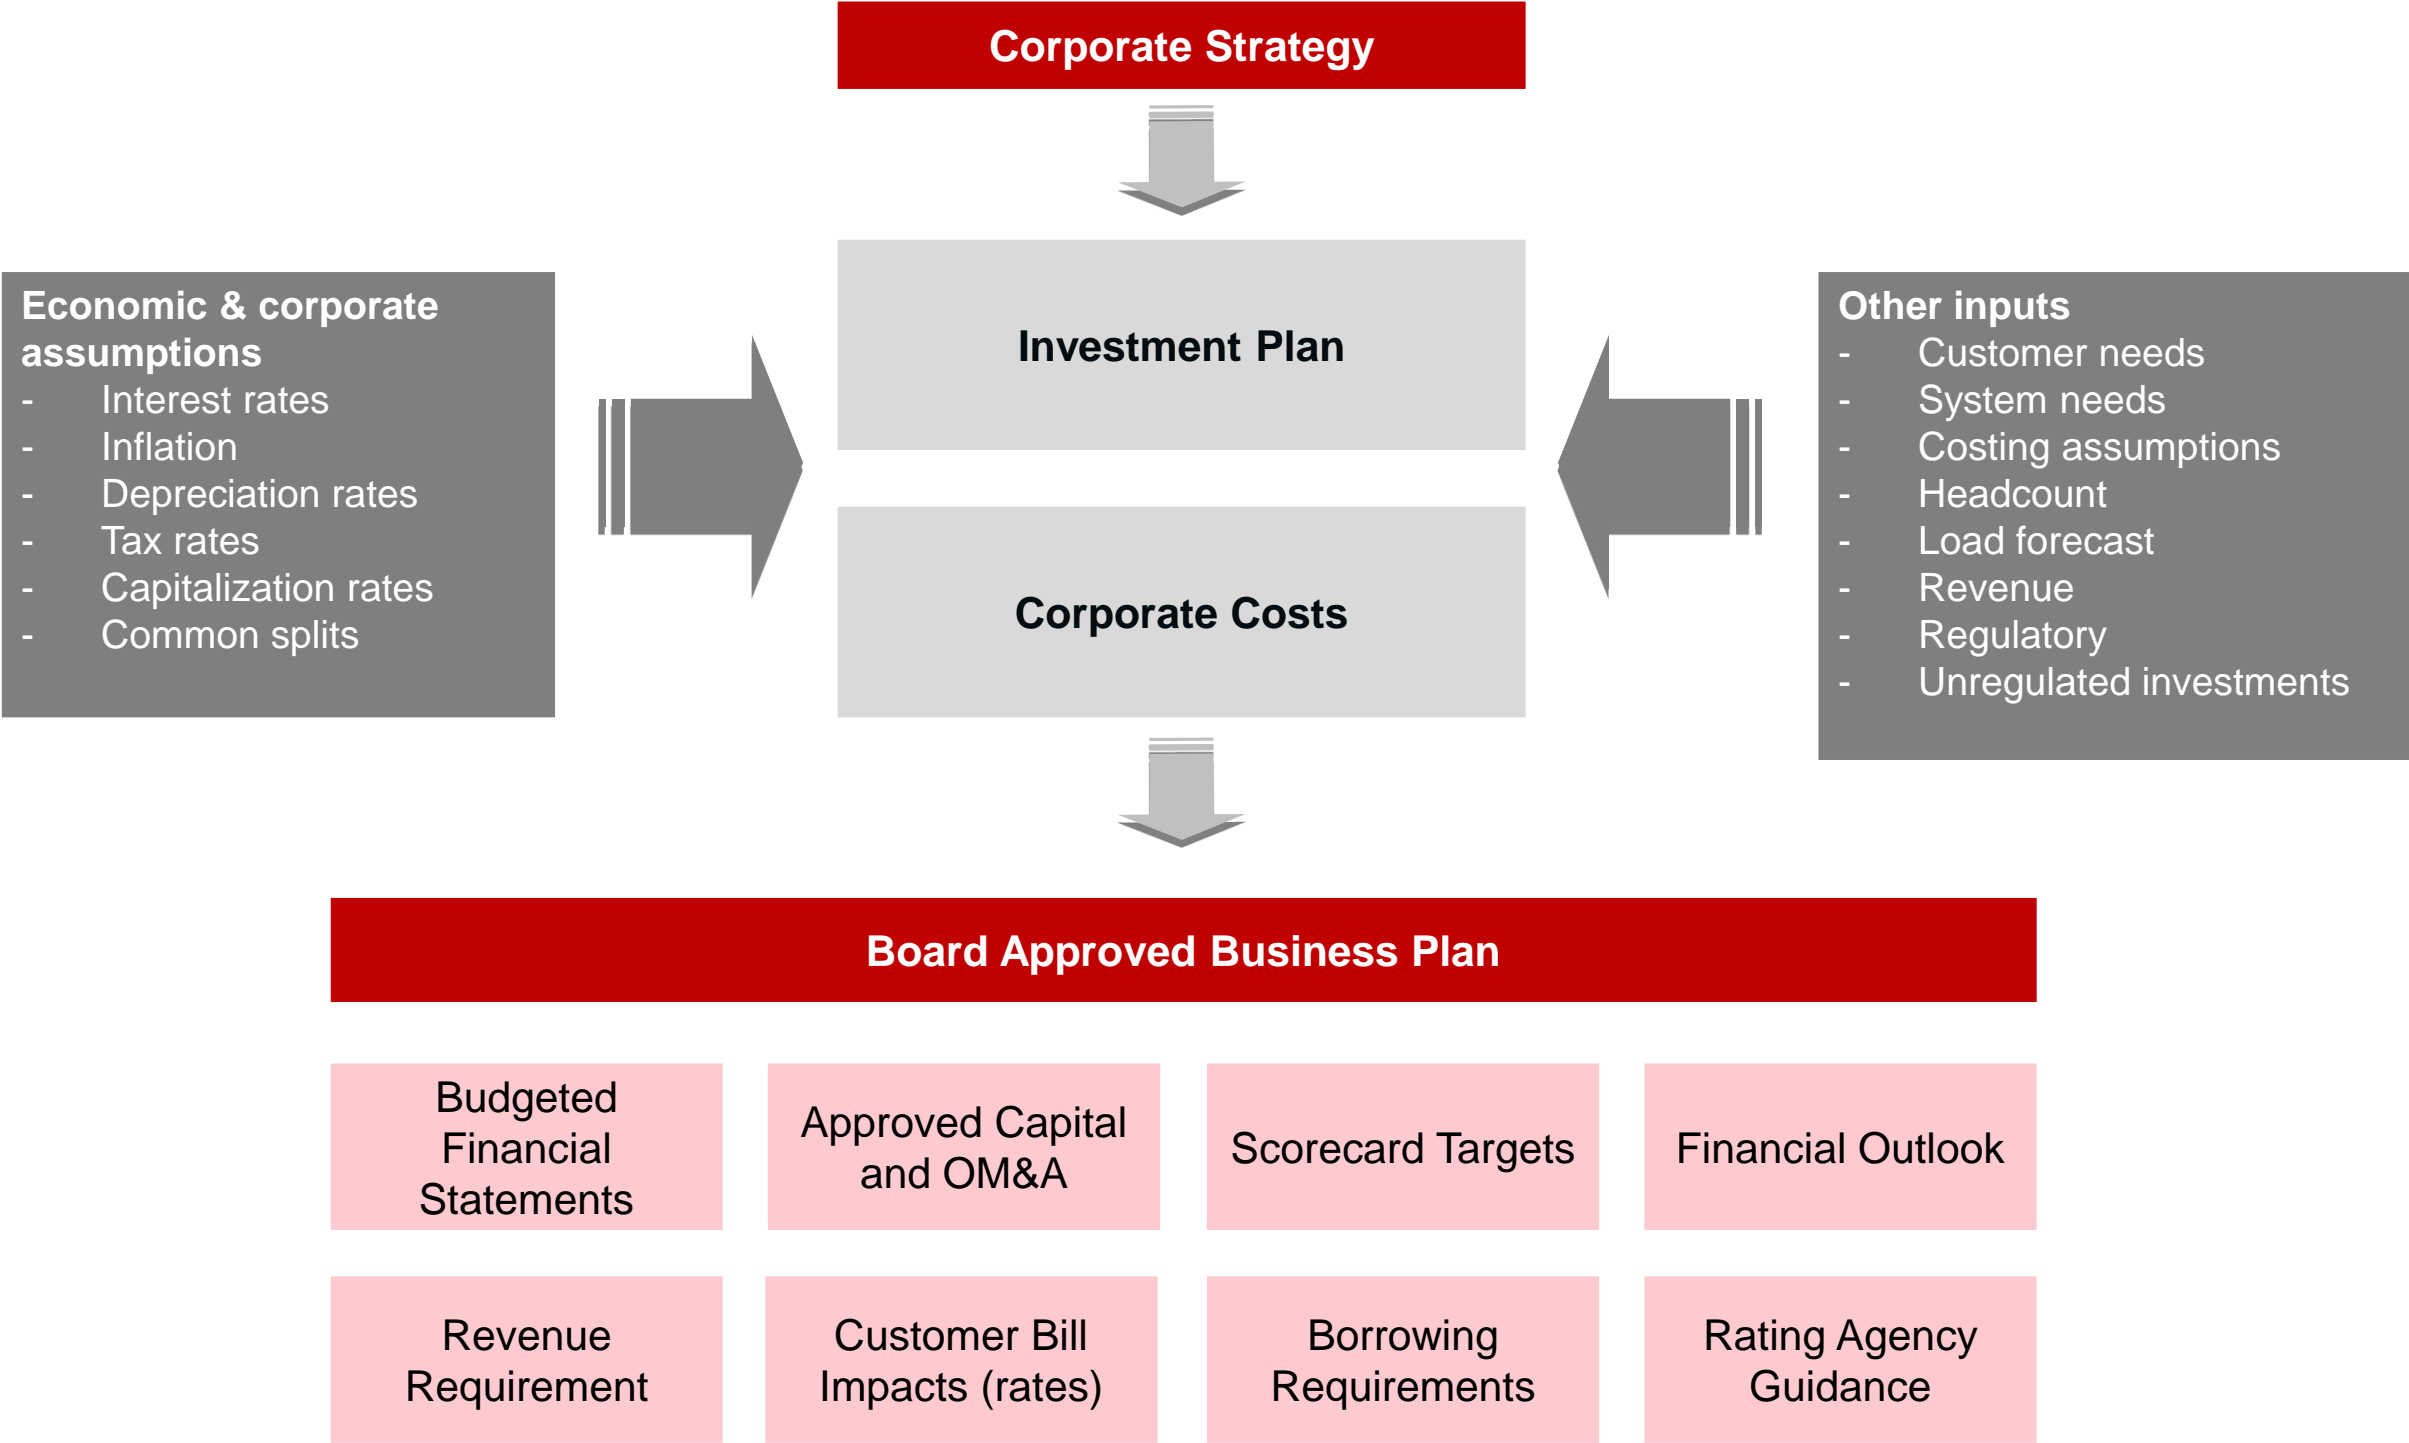 Corporate Strategy
Economic & corporate
assumptions
- Interest rates
- Inflation
- Depreciation rates
- Tax rates
- Capitalization rates
- Common splits
Investment Plan
Corporate Costs
Other inputs
- Customer needs
- System needs
- Costing assumptions
- Headcount
- Load forecast
- Revenue
- Regulatory
- Unregulated investments
Board Approved Business Plan
Budgeted
Financial
Statements
Approved Capital
and OM&A
Scorecard Targets
Financial Outlook
Revenue
Requirement
Customer Bill
Impacts (rates)
Borrowing
Requirements
Rating Agency
Guidance